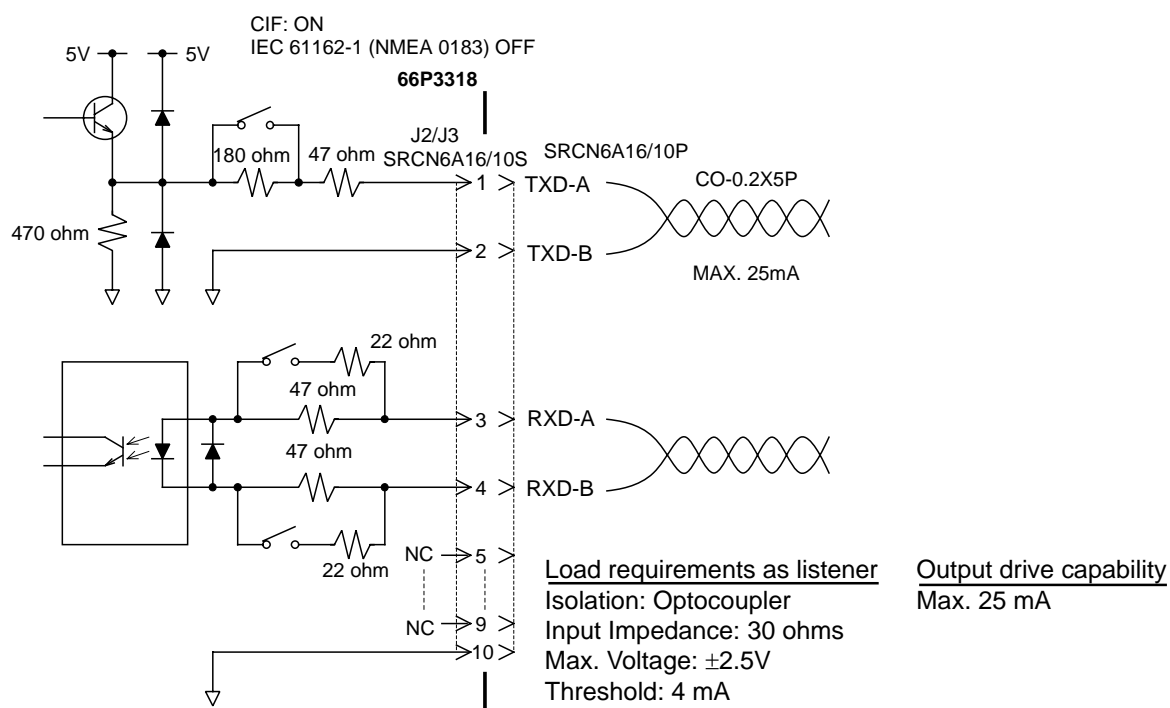 CIF: ON
IEC 61162-1 (NMEA 0183) OFF
5V
5V
66P3318
J2/J3
SRCN6A16/10S
SRCN6A16/10P
180 ohm
47 ohm
1
TXD-A
CO-0.2X5P
470 ohm
2
TXD-B
MAX. 25mA
22 ohm
47 ohm
3
RXD-A
47 ohm
4
RXD-B
22 ohm
NC
5
NC
9
10
Load requirements as listener
Isolation: Optocoupler
Input Impedance: 30 ohms
Max. Voltage: ±2.5V
Threshold: 4 mA
Output drive capability
Max. 25 mA